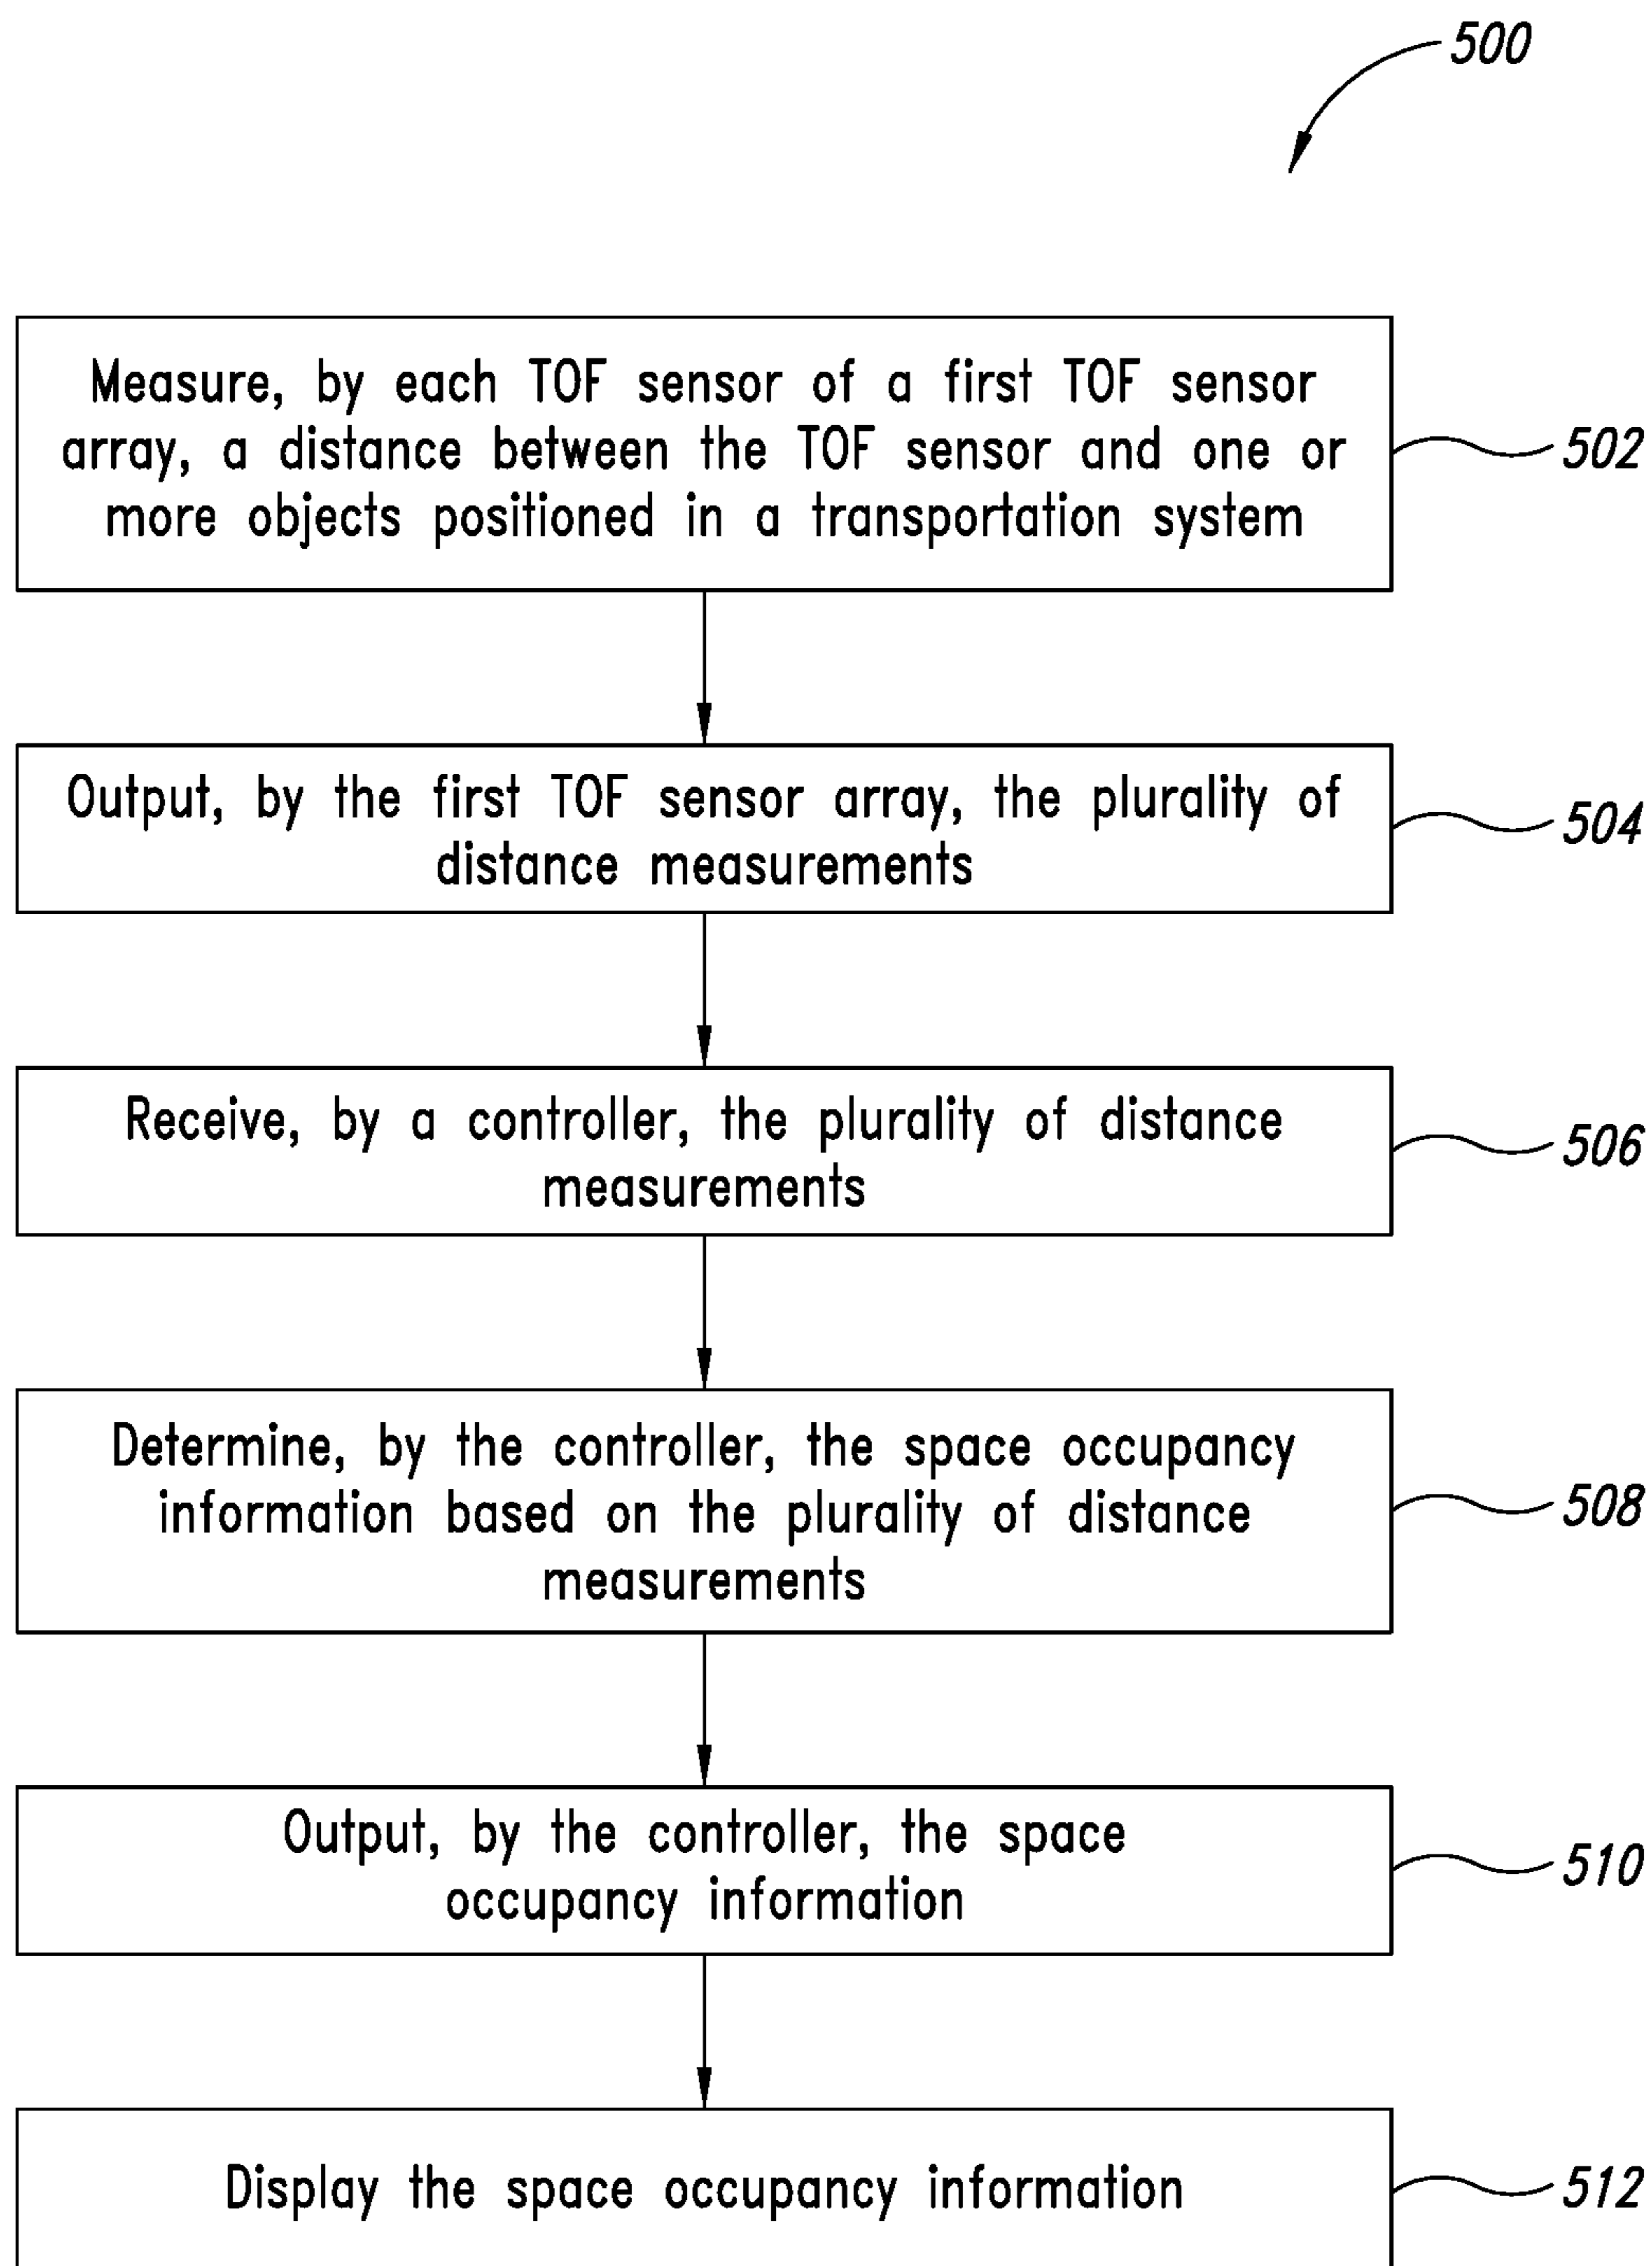 500
Measure, by each TOF sensor of a first TOF sensor
array, a distance between the TOF sensor and one or
more objects positioned in a transportation system
502
Output, by the first TOF sensor array, the plurality of
distance measurements
504
Receive, by a controller, the plurality of distance
measurements
506
Determine, by the controller, the space occupancy
information based on the plurality of distance
measurements
508
Output, by the controller, the space
occupancy information
510
Display the space occupancy information
512